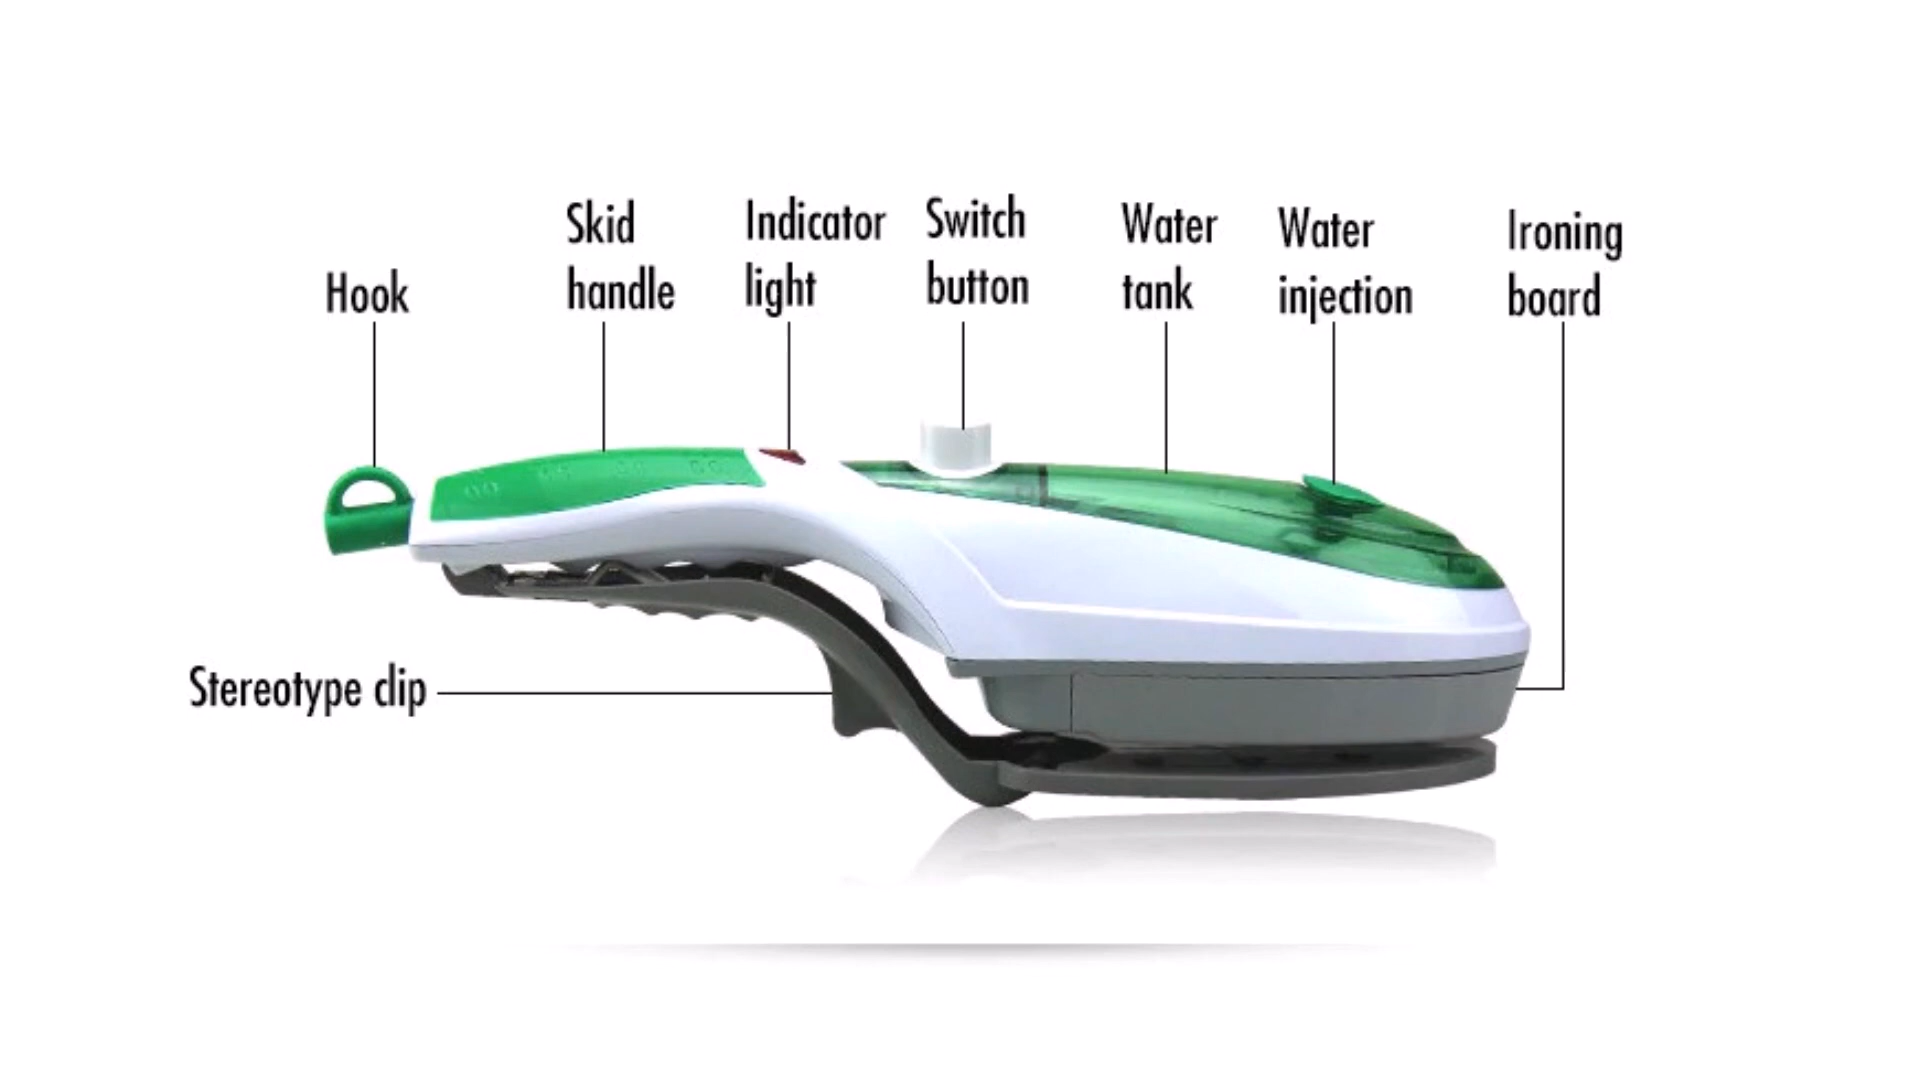 Hook
Skid
handle
Indicator
light
Switch
button
Water
tank
Water
injection
Ironing
board
Stereotype clip